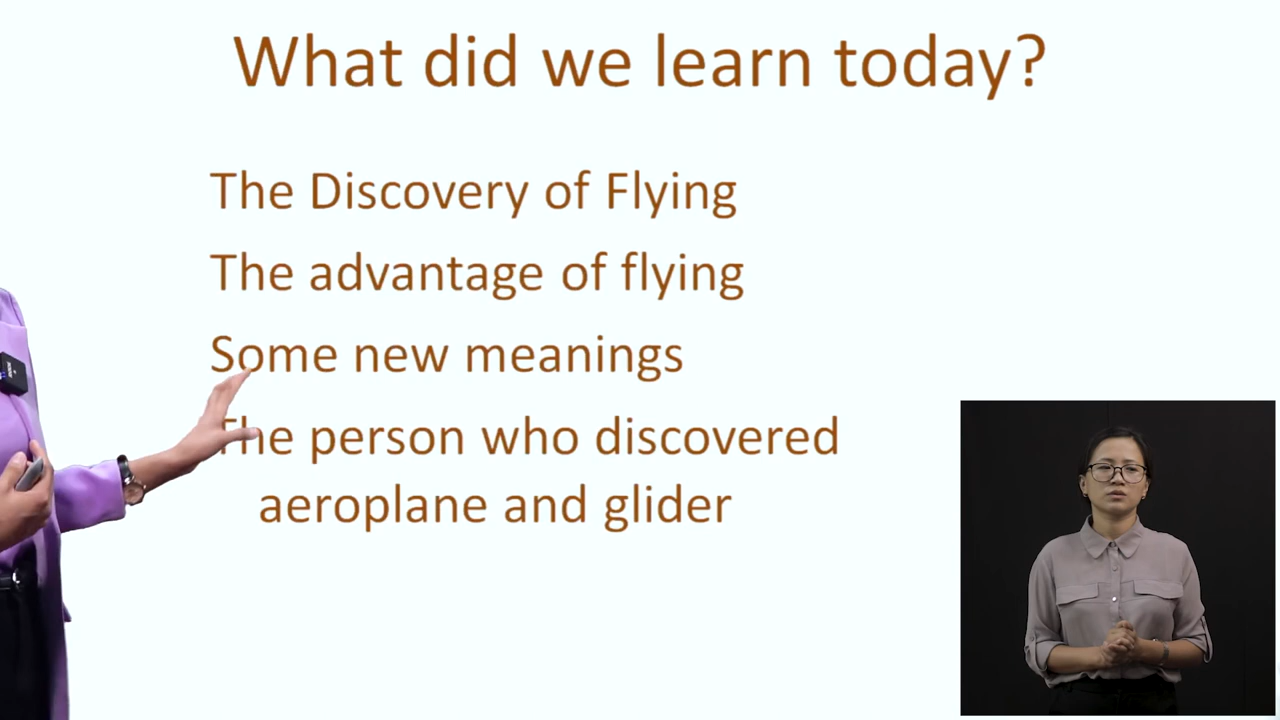 What did we learn today?
The Discovery of Flying
The advantage of flying
Some new meanings
The person who discovered
aeroplane and glider